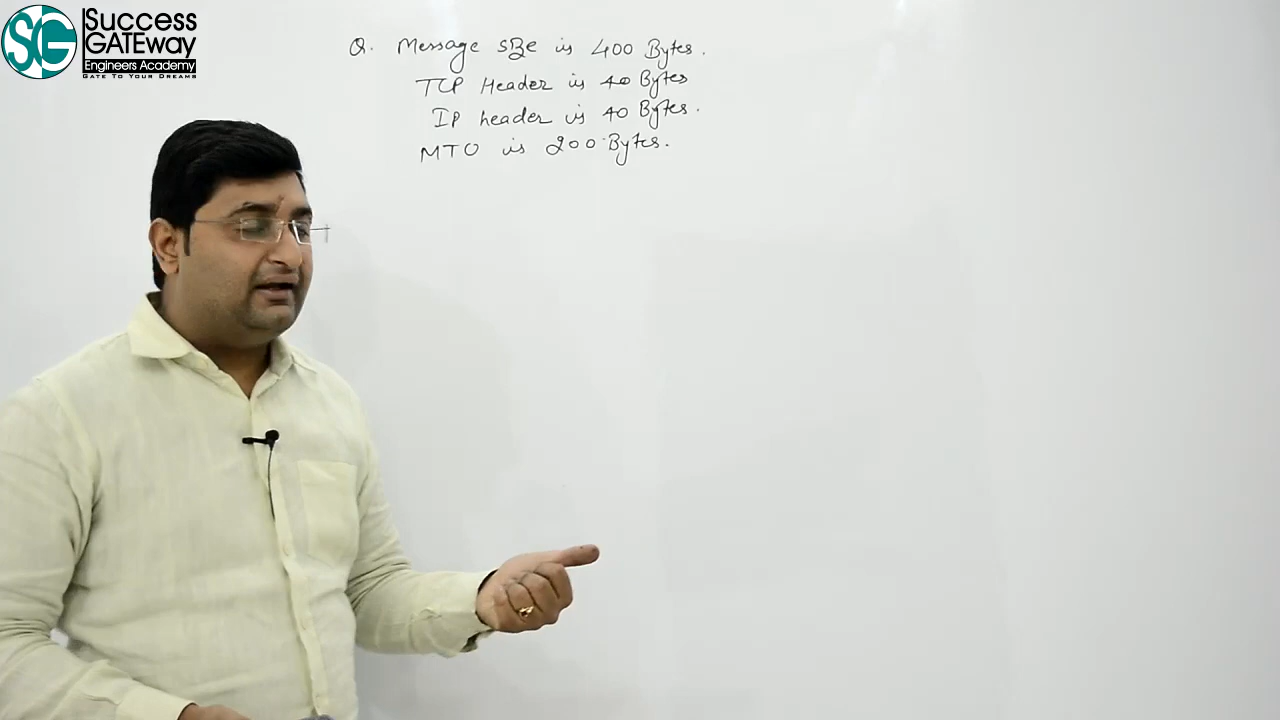 SG
Success
GATEway
Engineers Academy
GATE TO YOUR DREAMS
Q. Message size is 400 Bytes.
TCP Header is 40 Bytes
IP header is 40 Bytes.
MTU is 200 Bytes.